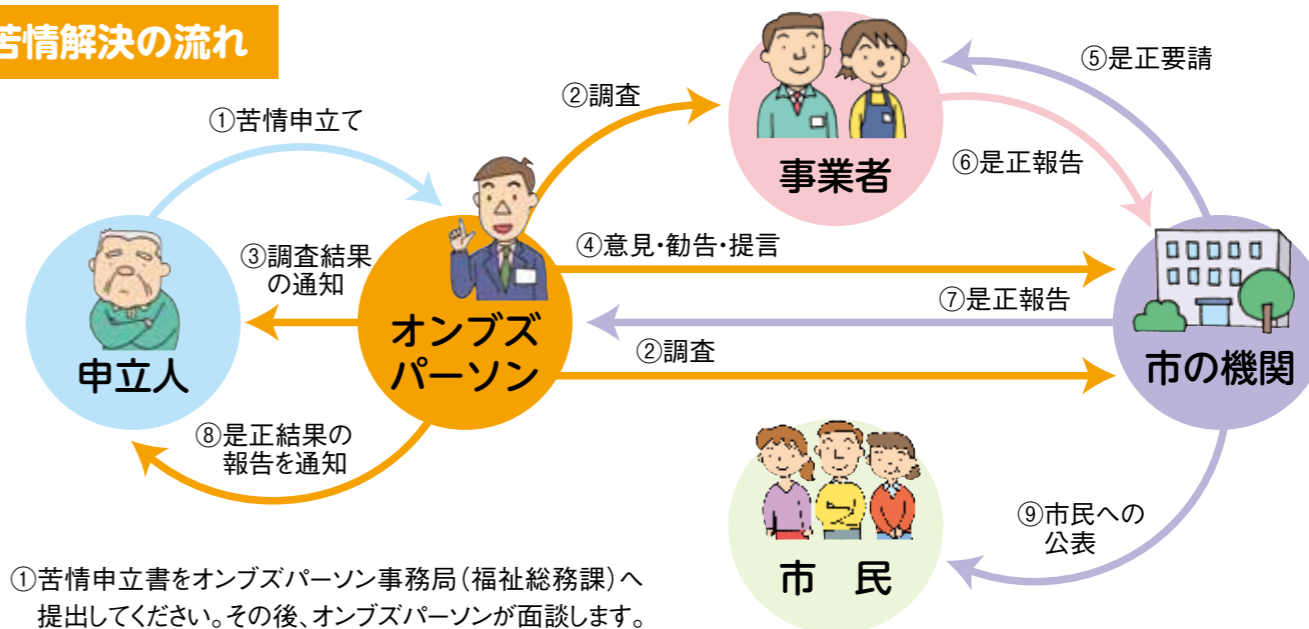 苦情解決の流れ
①苦情申立て
②調査
⑤是正要請
事業者
⑥是正報告
③調査結果
の通知
④意見・勧告・提言
⑦是正報告
②調査
申立人
オンブズ
パーソン
市の機関
⑧是正結果の
報告を通知
⑨市民への
公表
市 民
①苦情申立書をオンブズパーソン事務局(福祉総務課)へ
提出してください。その後、オンブズパーソンが面談します。